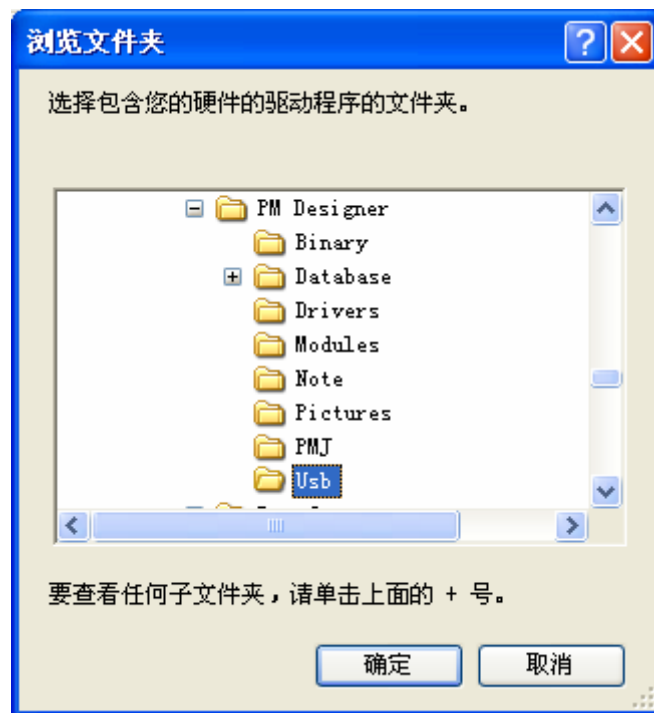 浏览文件夹
选择包含您的硬件的驱动程序的文件夹。
PM Designer
Binary
Database
Drivers
Modules
Note
Pictures
PMJ
Usb
要查看任何子文件夹，请单击上面的 + 号。
确定 取消